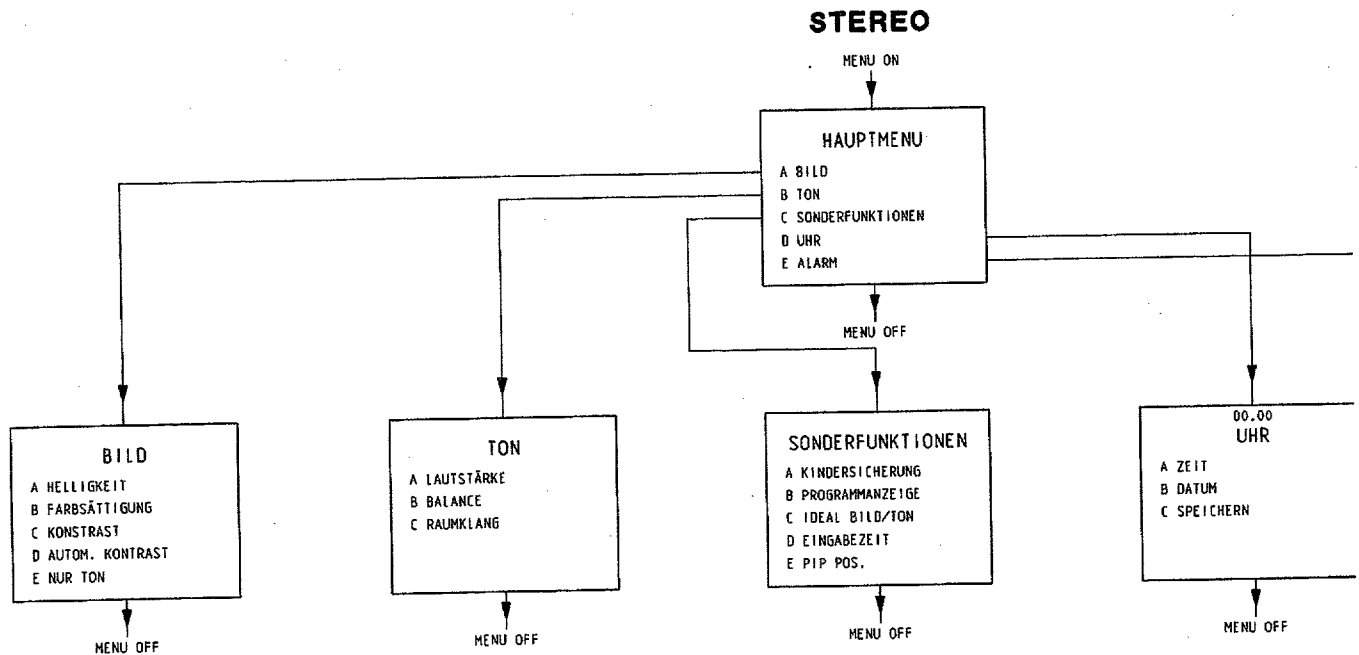 STEREO
MENU ON
HAUPTMENU
A BILD
B TON
C SONDERFUNKTIONEN
D UHR
E ALARM
MENU OFF
BILD
A HELLIGKEIT
B FARBSÄTTIGUNG
C KONSTRAST
D AUTOM. KONTRAST
E NUR TON
MENU OFF
TON
A LAUTSTÄRKE
B BALANCE
C RAUMKLANG
MENU OFF
SONDERFUNKTIONEN
A KINDERSICHERUNG
B PROGRAMMANZEIGE
C IDEAL BILD/TON
D EINGABEZEIT
E PIP POS.
MENU OFF
00.00
UHR
A ZEIT
B DATUM
C SPEICHERN
MENU OFF